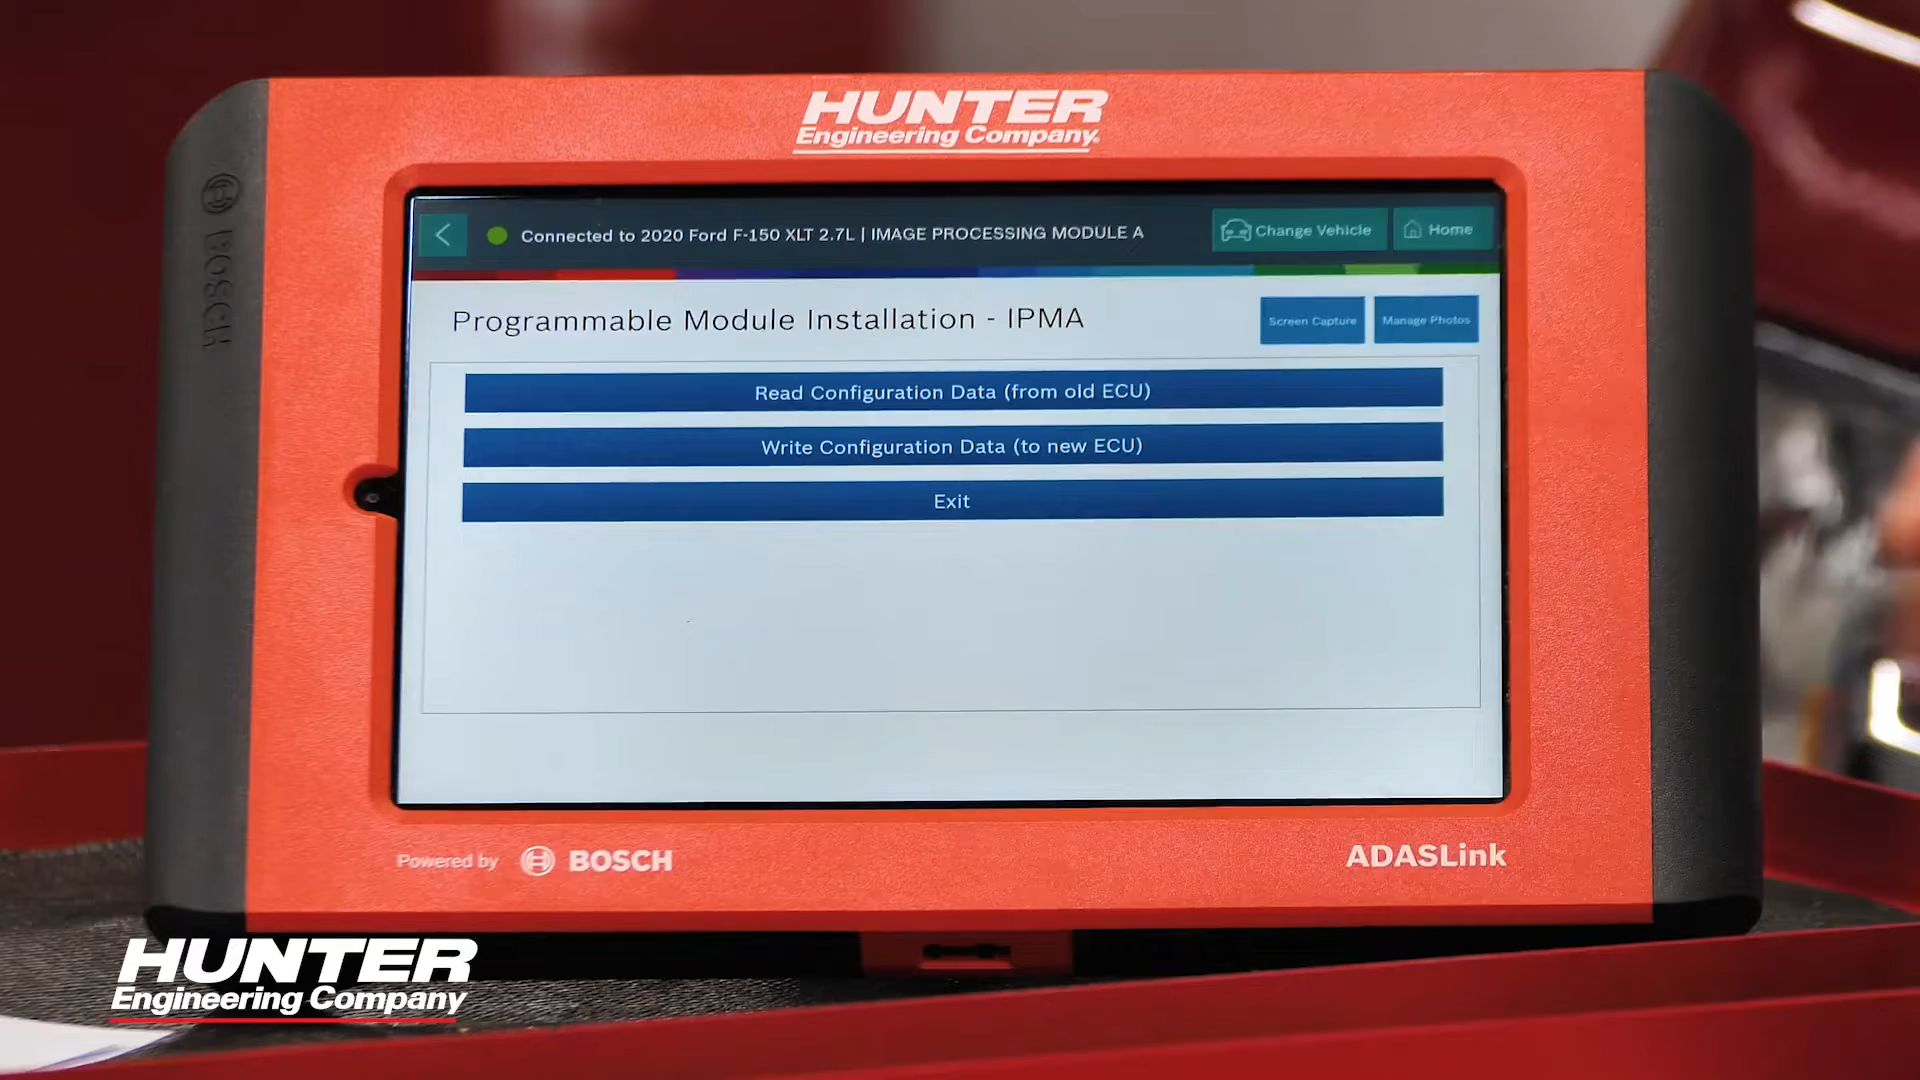 HUNTER
Engineering Company
BOSCH
Connected to 2020 Ford F-150 XLT 2.7L | IMAGE PROCESSING MODULE A
Change Vehicle
Home
Programmable Module Installation - IPMA
Screen Capture
Manage Photos
Read Configuration Data (from old ECU)
Write Configuration Data (to new ECU)
Exit
Powered by BOSCH
ADASLink
HUNTER
Engineering Company